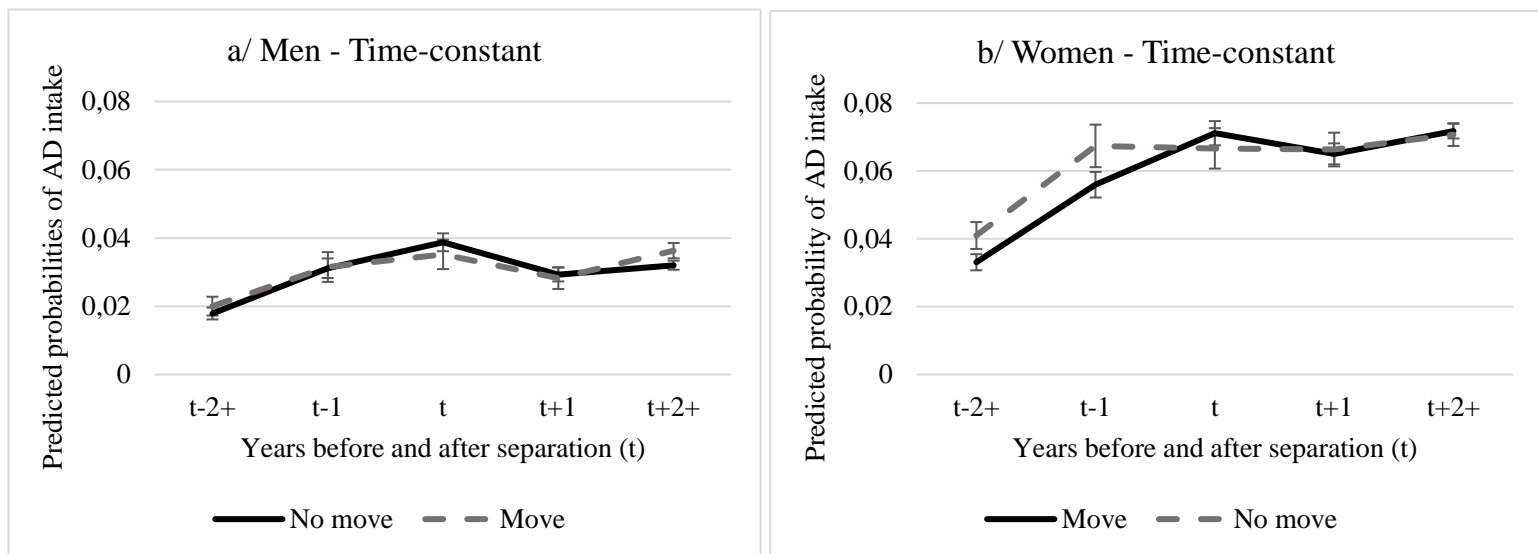 a/ Men - Time-constant
Predicted probabilities of AD intake
0,08
0,06
0,04
0,02
0
t-2+ t-1 t t+1 t+2+
Years before and after separation (t)
No move Move
b/ Women - Time-constant
Predicted probability of AD intake
0,08
0,06
0,04
0,02
0
t-2+ t-1 t t+1 t+2+
Years before and after separation (t)
Move No move